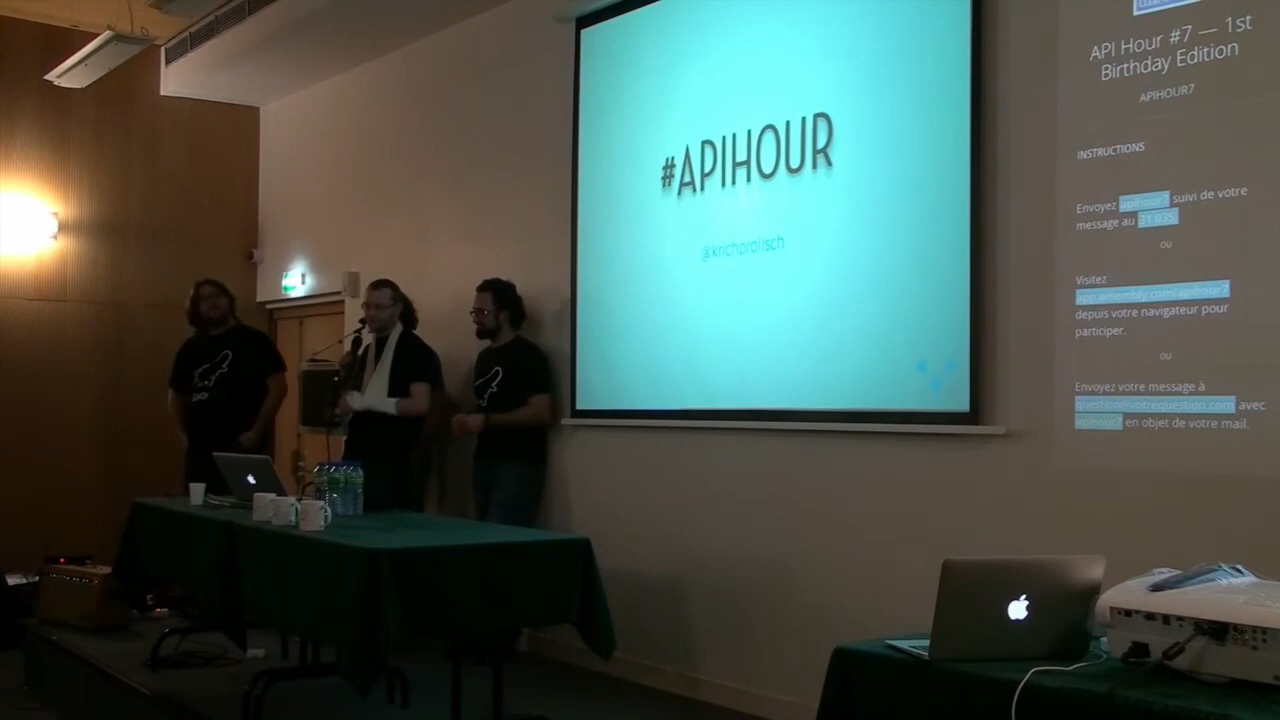 #APIHOUR
@krichprollsch
API Hour #7 — 1st
Birthday Edition
APIHOUR7
INSTRUCTIONS
Envoyez apihour7 suivi de votre
message au 31 035.
ou
Visitez
app.wisembly.com/apihour7
depuis votre navigateur pour
participer.
ou
Envoyez votre message à
question@votrequestion.com avec
apihour7 en objet de votre mail.